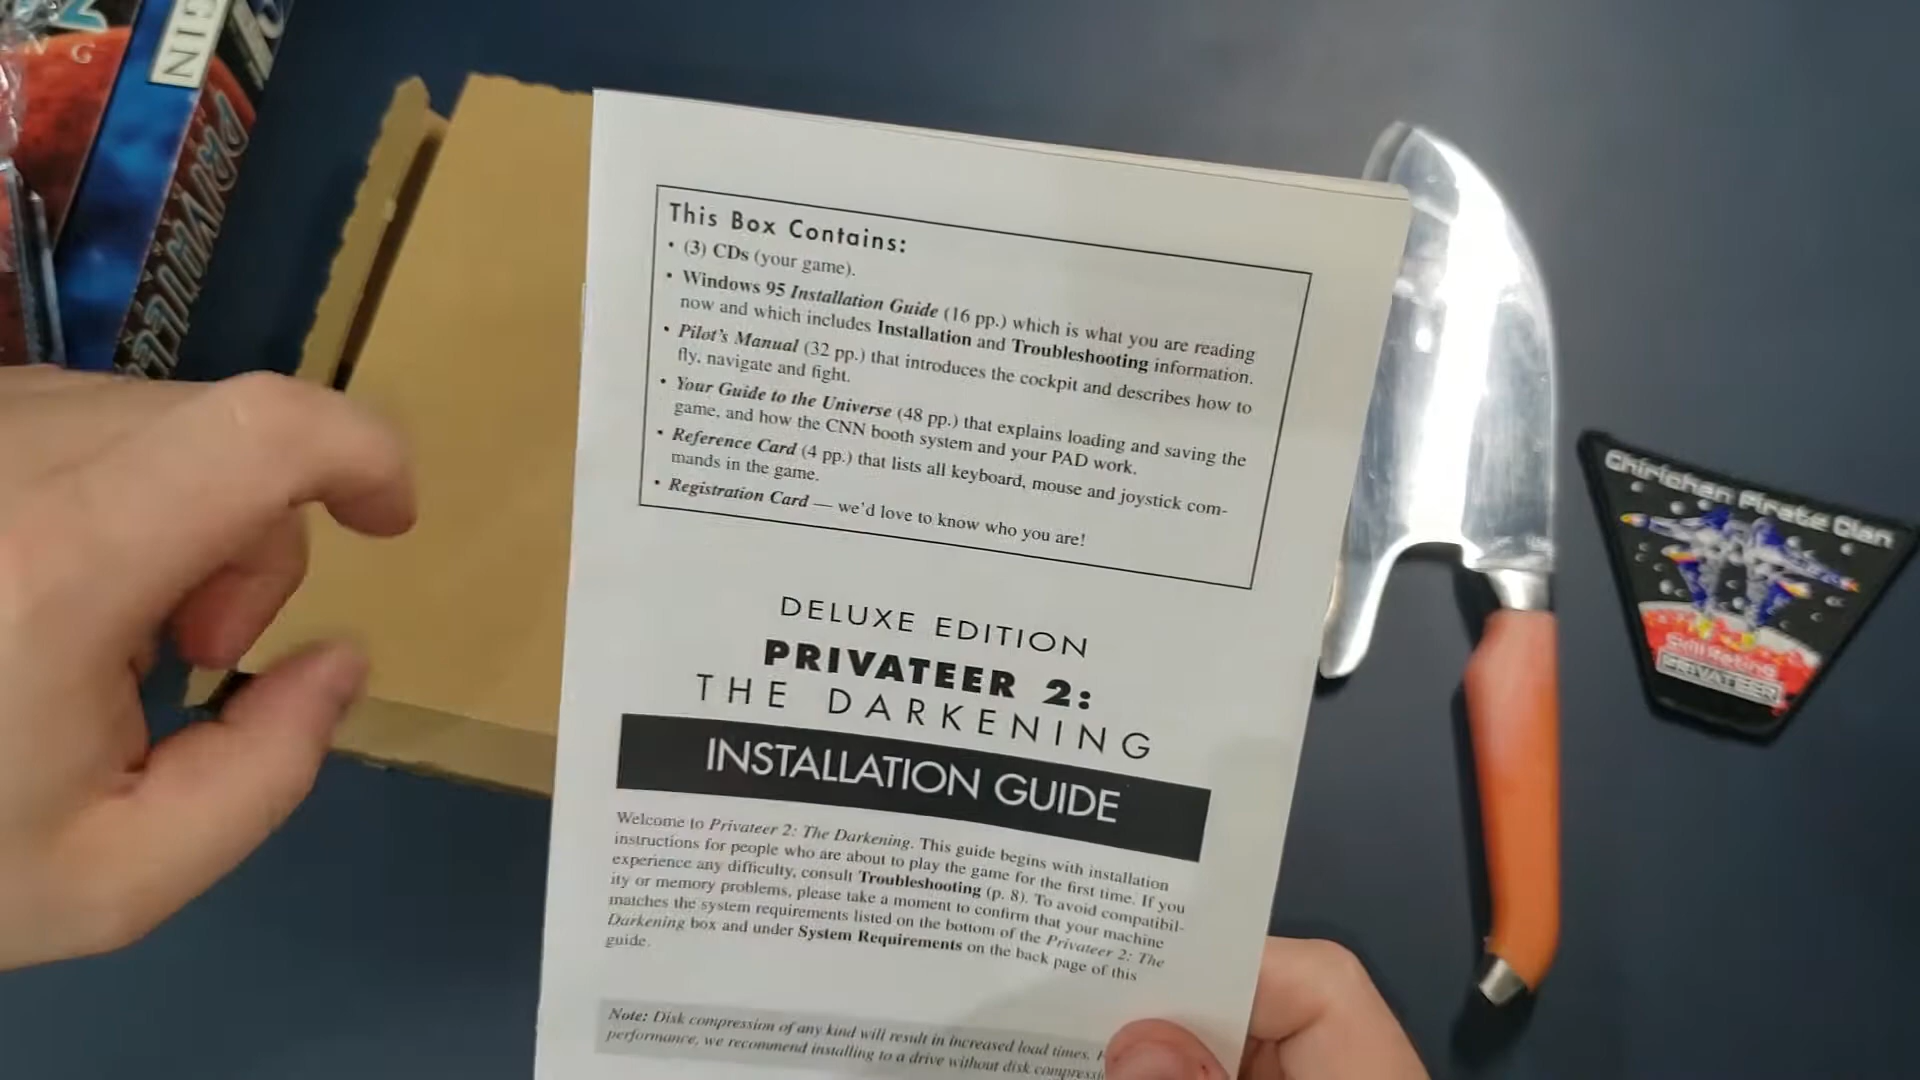 This Box Contains:
• (3) CDs (your game).
• Windows 95 Installation Guide (16 pp.) which is what you are reading
now and which includes Installation and Troubleshooting information.
• Pilot's Manual (32 pp.) that introduces the cockpit and describes how to
fly, navigate and fight.
• Your Guide to the Universe (48 pp.) that explains loading and saving the
game, and how the CNN booth system and your PAD work.
• Reference Card (4 pp.) that lists all keyboard, mouse and joystick com-
mands in the game.
• Registration Card — we'd love to know who you are!
DELUXE EDITION
PRIVATEER 2:
THE DARKENING
INSTALLATION GUIDE
Welcome to Privateer 2: The Darkening. This guide begins with installation
instructions for people who are about to play the game for the first time. If you
experience any difficulty, consult Troubleshooting (p. 8). To avoid compatibil-
ity or memory problems, please take a moment to confirm that your machine
matches the system requirements listed on the bottom of the Privateer 2: The
Darkening box and under System Requirements on the back page of this
guide.
Note: Disk compression of any kind will result in increased load times.
performance, we recommend installing to a drive without disk
Chirichan Pirate Clan
PRIVATEER